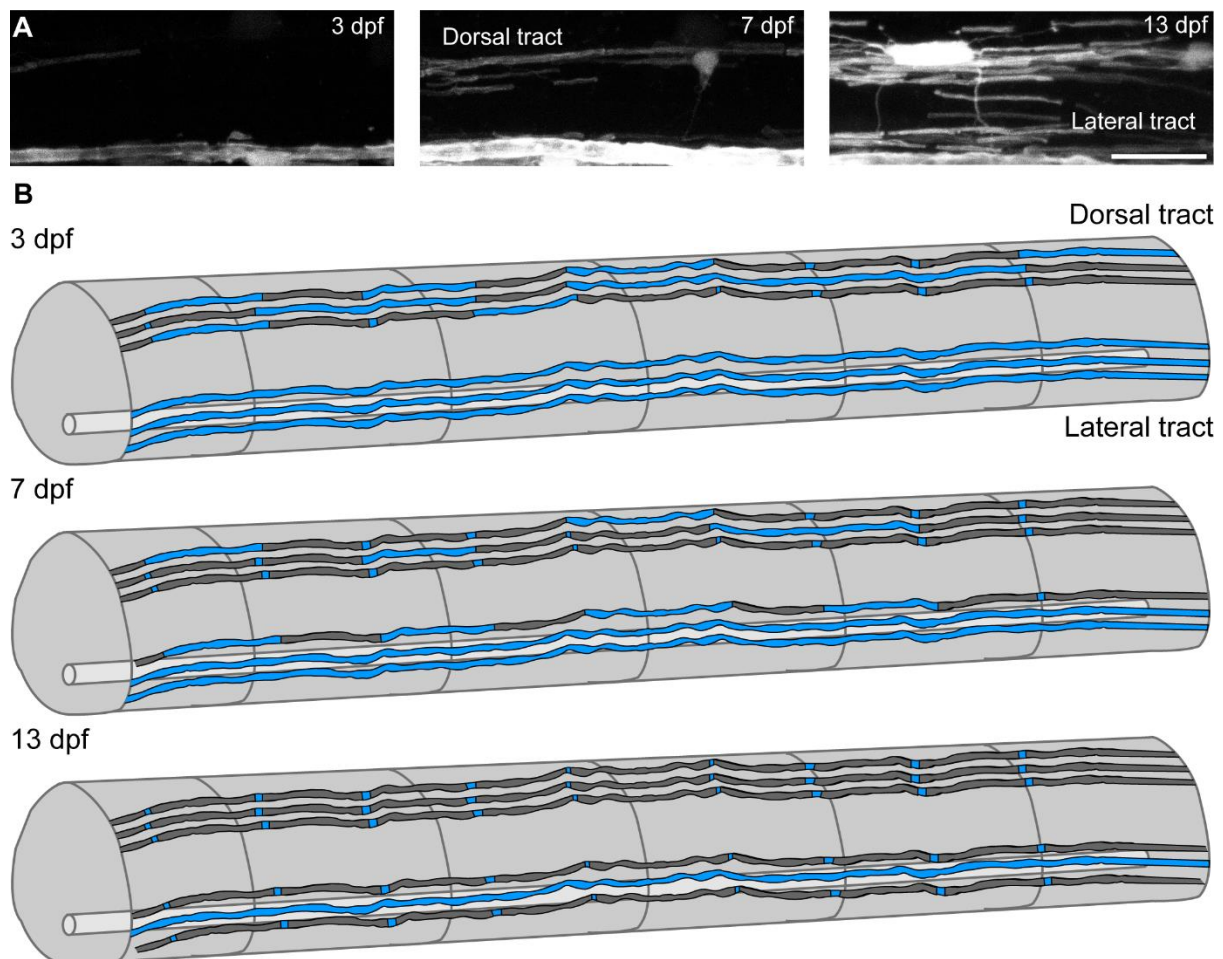 A
3 dpf
Dorsal tract
7 dpf
13 dpf
Lateral tract
B
3 dpf
Dorsal tract
Lateral tract
7 dpf
13 dpf